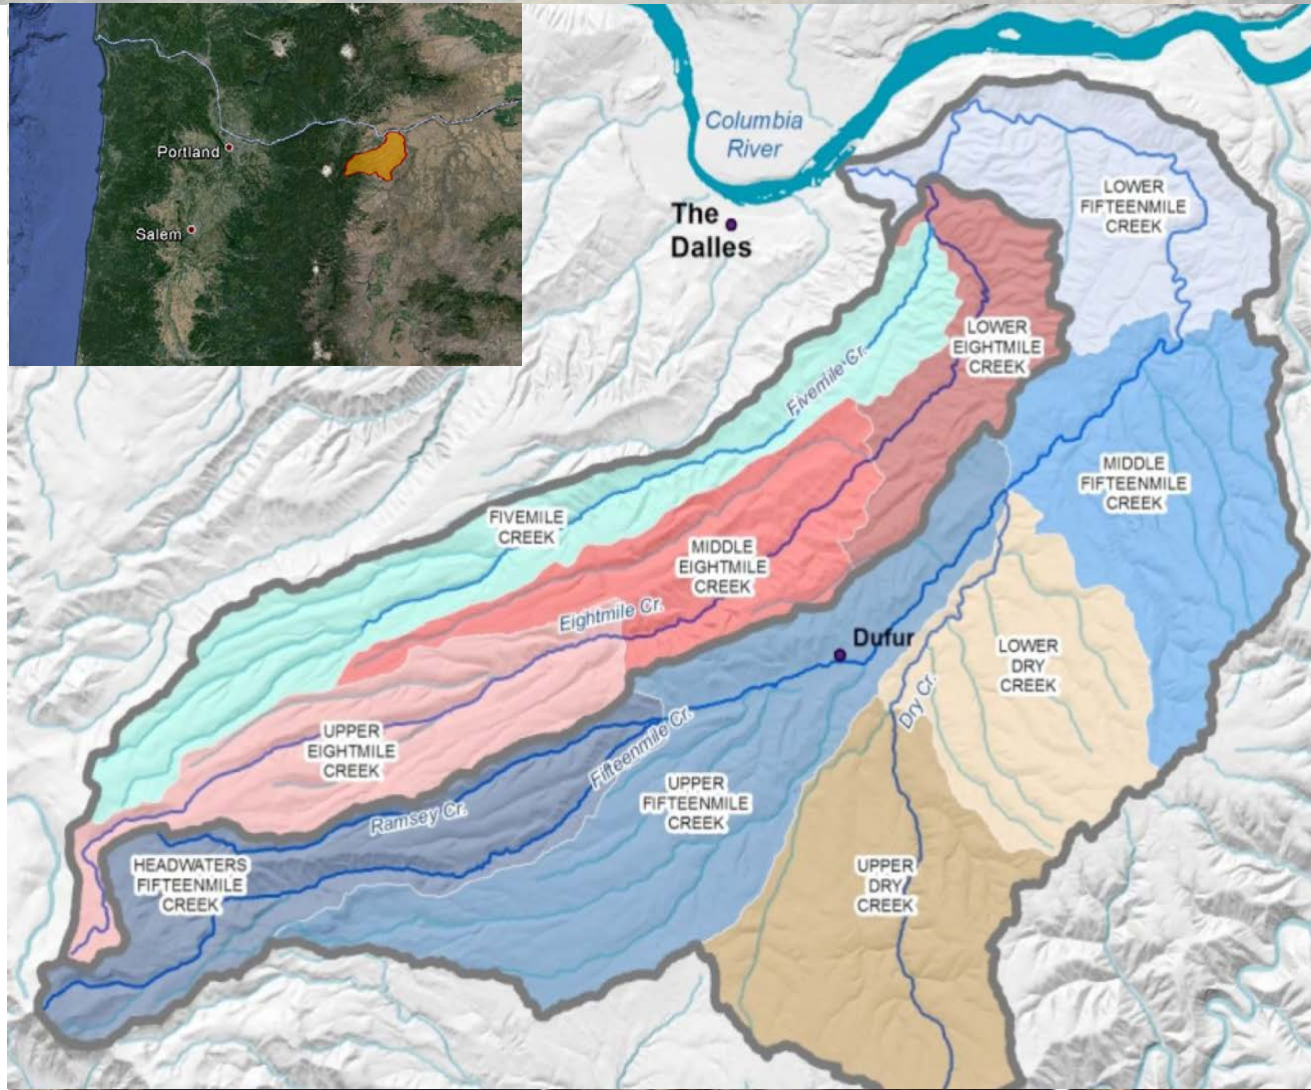 Portland
Salem
Columbia
River
The
Dalles
LOWER
FIFTEENMILE
CREEK
LOWER
EIGHTMILE
CREEK
Fivemile Cr.
MIDDLE
FIFTEENMILE
CREEK
FIVEMILE
CREEK
MIDDLE
EIGHTMILE
CREEK
Eightmile Cr.
Dufur
LOWER
DRY
CREEK
Dry Cr.
UPPER
EIGHTMILE
CREEK
Fifteenmile Cr.
Ramsey Cr.
UPPER
FIFTEENMILE
CREEK
HEADWATERS
FIFTEENMILE
CREEK
UPPER
DRY
CREEK